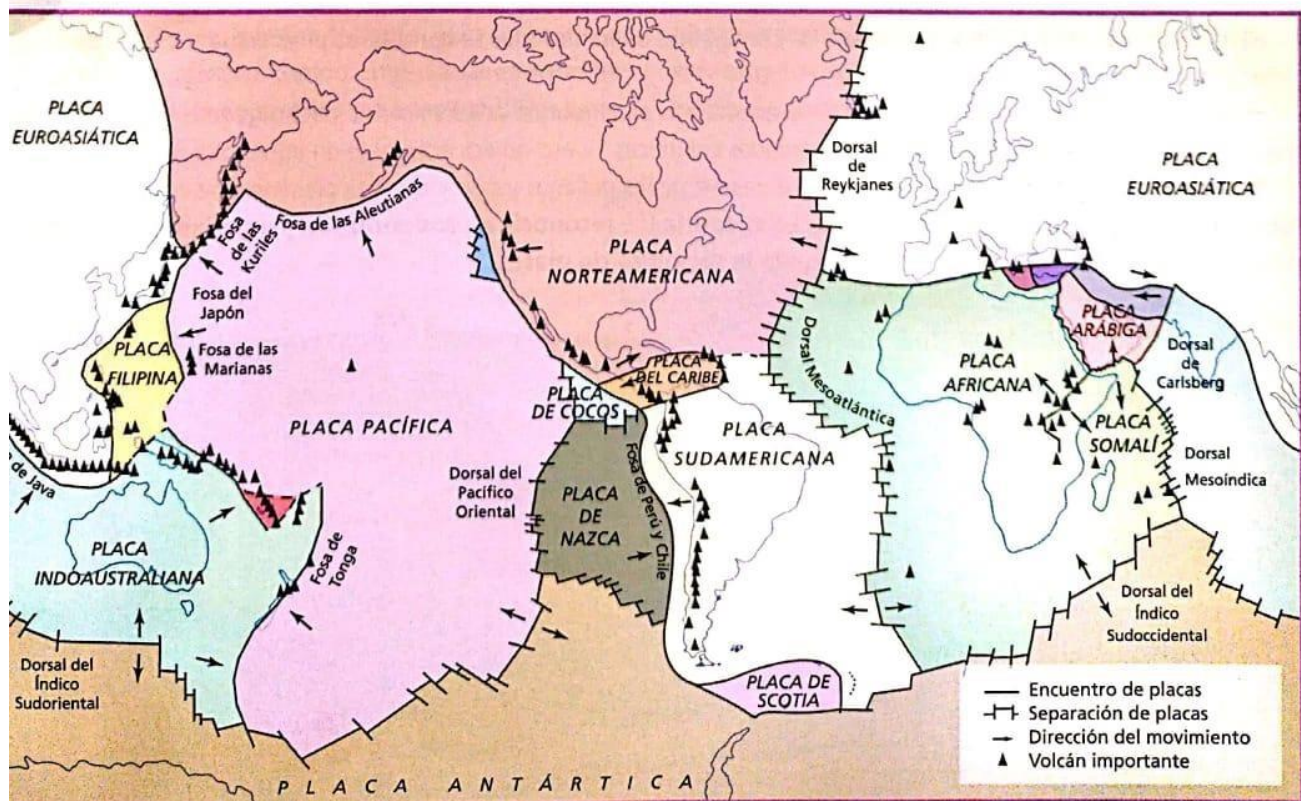 PLACA
EUROASIÁTICA
Fosa de las Aleutianas
Fosa
de las
Kuriles
Fosa del
Japón
Fosa de las
Marianas
PLACA
FILIPINA
PLACA PACÍFICA
PLACA
NORTEAMERICANA
Dorsal
de
Reykjanes
PLACA
EUROASIÁTICA
PLACA
ARÁBIGA
Dorsal
de
Carlsberg
PLACA
DEL CARIBE
PLACA
DE COCOS
Dorsal Mesoatlántica
PLACA
AFRICANA
PLACA
SOMALÍ
Dorsal
Mesoíndica
PLACA
SUDAMERICANA
Dorsal del
Pacífico
Oriental
PLACA
DE
NAZCA
Fosa de Perú y Chile
de Java
PLACA
INDOAUSTRALIANA
Fosa de
Tonga
Dorsal del
Índico
Sudoriental
Dorsal del
Índico
Sudoccidental
PLACA DE
SCOTIA
PLACA ANTÁRTICA
Encuentro de placas
Separación de placas
Dirección del movimiento
Volcán importante